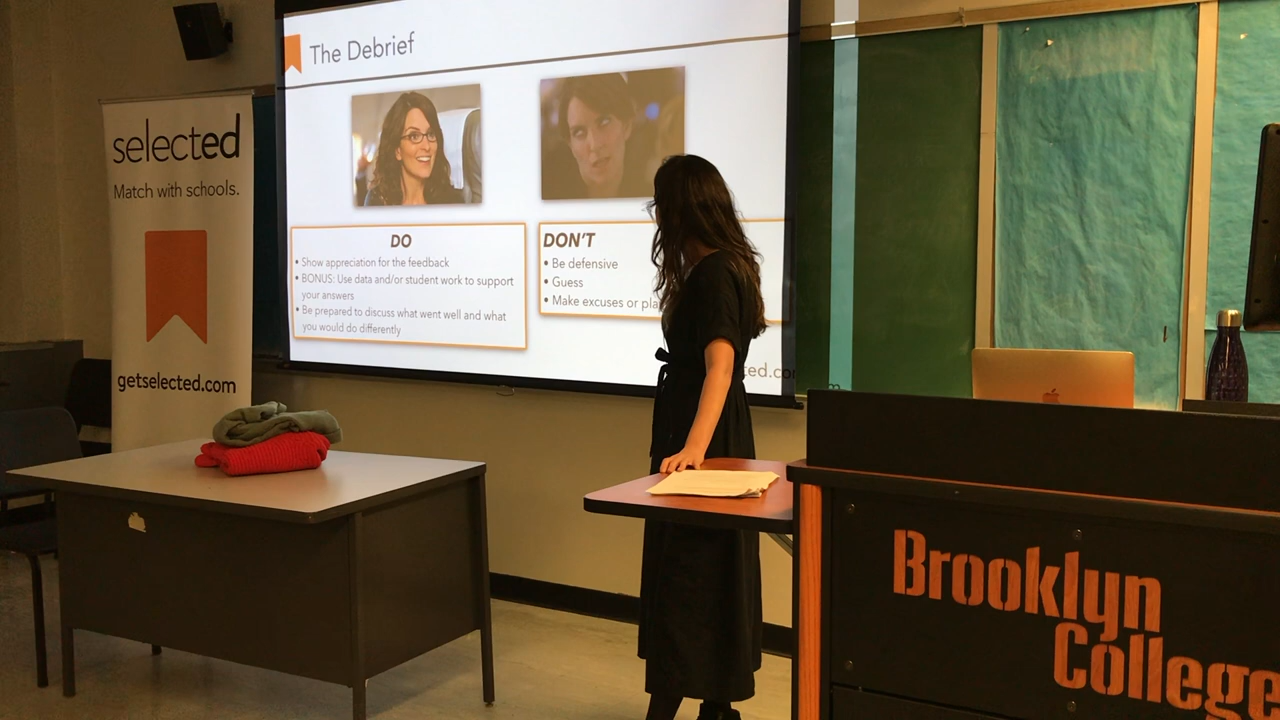 selected
Match with schools.
getselected.com
The Debrief
DO
• Show appreciation for the feedback
• BONUS: Use data and/or student work to support
your answers
• Be prepared to discuss what went well and what
you would do differently
DON'T
• Be defensive
• Guess
• Make excuses or
Brooklyn
College